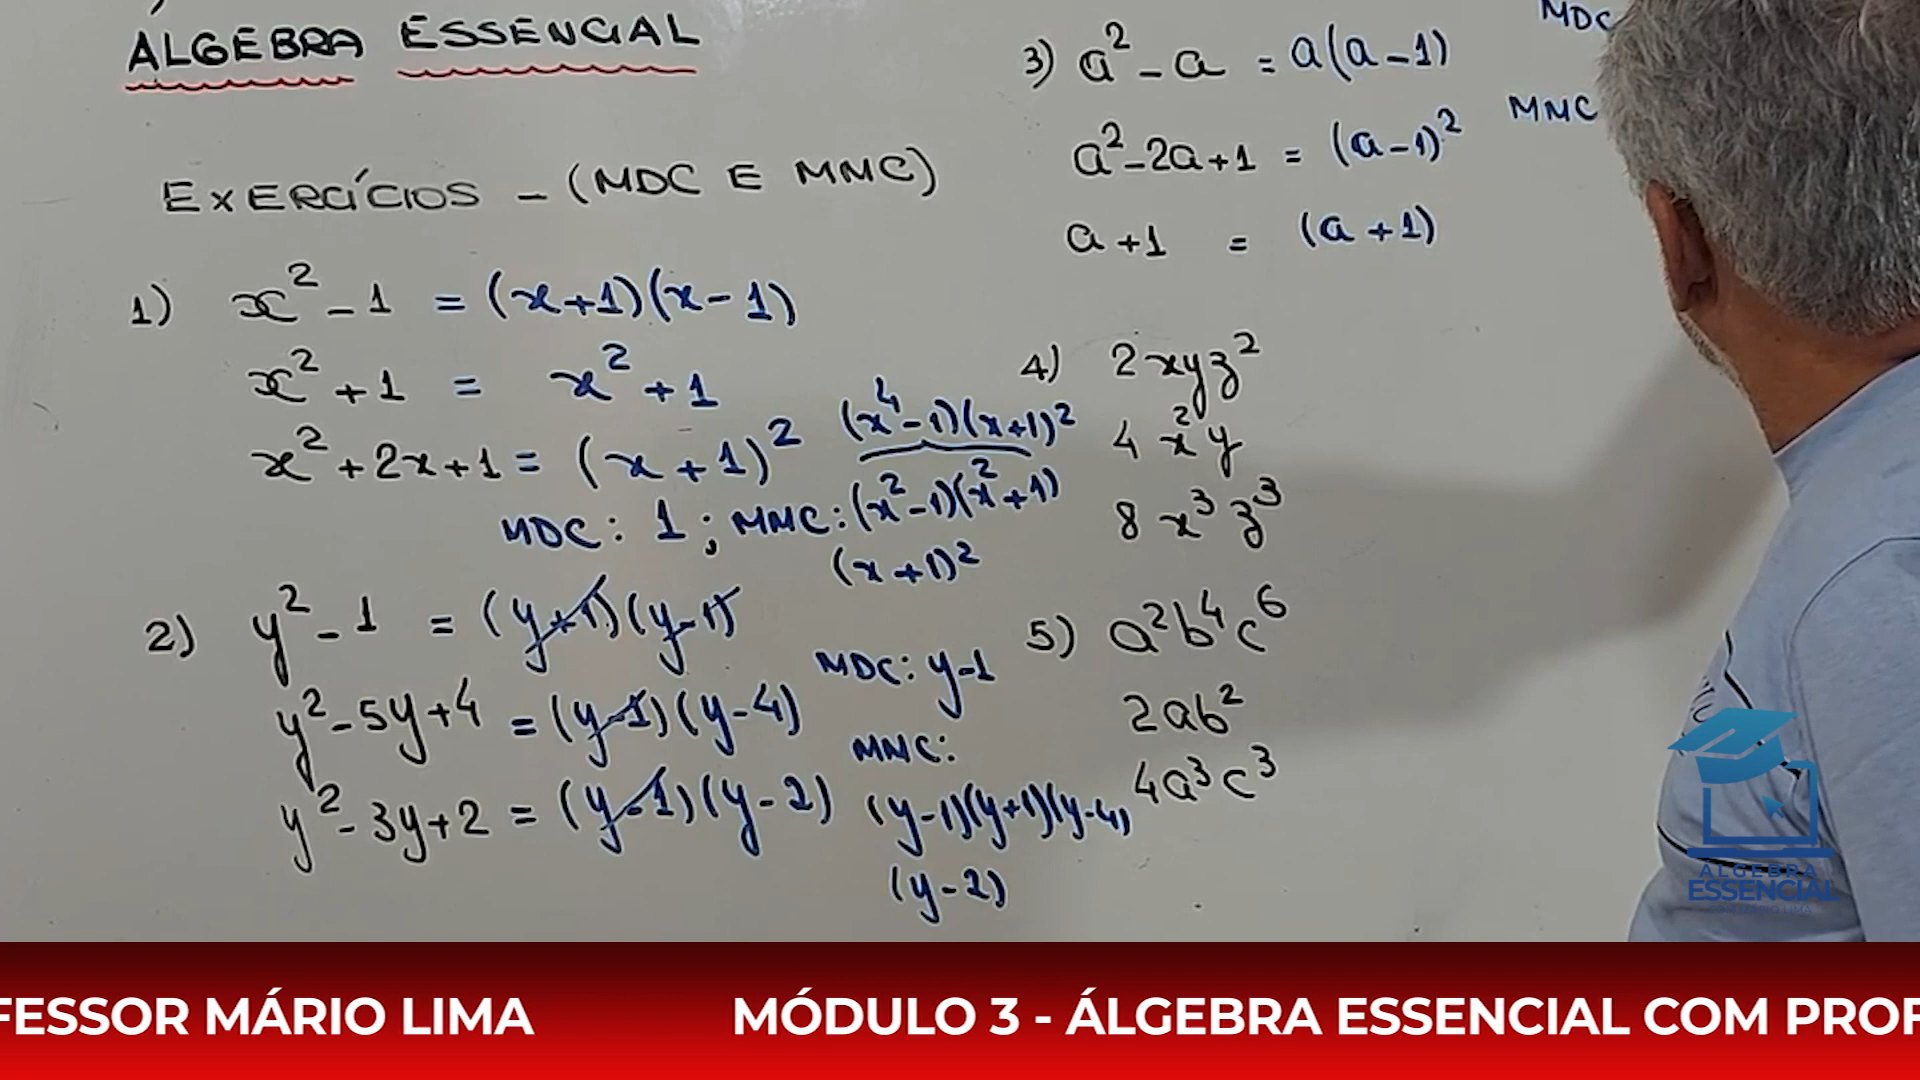 ÁLGEBRA ESSENCIAL
EXERCÍCIOS - (MDC E MMC)
1) x² - 1 = (x+1)(x-1)
x² + 1 = x² + 1
x² + 2x + 1 = (x+1)²
(x⁴-1)(x+1)²
MDC: 1 ; MMC: (x²-1)(x²+1)
(x+1)²
2) y² - 1 = (y+1)(y-1)
y² - 5y + 4 = (y-1)(y-4)
y² - 3y + 2 = (y-1)(y-2)
MDC: y-1
MMC:
(y-1)(y+1)(y-4)
(y-2)
3) a² - a = a(a-1)
a² - 2a + 1 = (a-1)²
a + 1 = (a+1)
MDC
MMC
4) 2xyz²
4x²y
8x³z³
5) a²b⁴c⁶
2ab²
4a³c³
ÁLGEBRA
ESSENCIAL
FESSOR MÁRIO LIMA MÓDULO 3 - ÁLGEBRA ESSENCIAL COM PROF